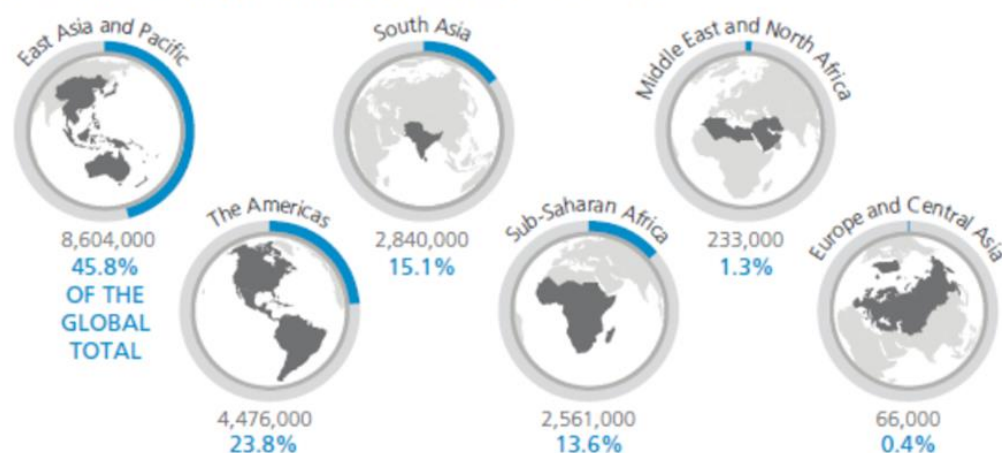 East Asia and Pacific
8,604,000
45.8%
OF THE
GLOBAL
TOTAL
The Americas
4,476,000
23.8%
South Asia
2,840,000
15.1%
Sub-Saharan Africa
2,561,000
13.6%
Middle East and North Africa
233,000
1.3%
Europe and Central Asia
66,000
0.4%